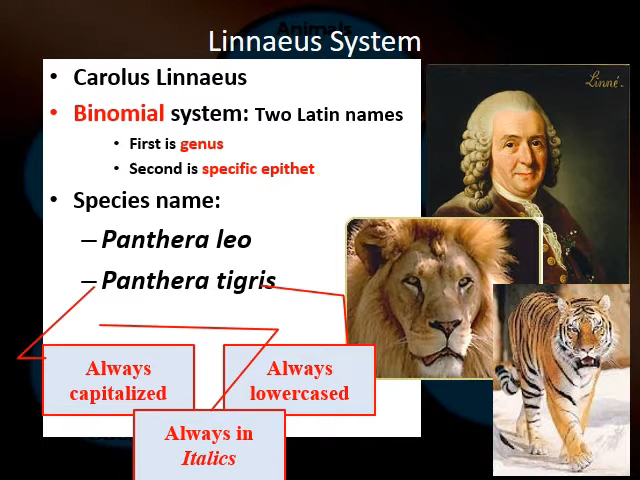 Animals
Linnaeus System
• Carolus Linnaeus
Linné.
• Binomial system: Two Latin names
• First is genus
• Second is specific epithet
• Species name:
– Panthera leo
– Panthera tigris
Always
capitalized
Always
lowercased
Always in
Italics